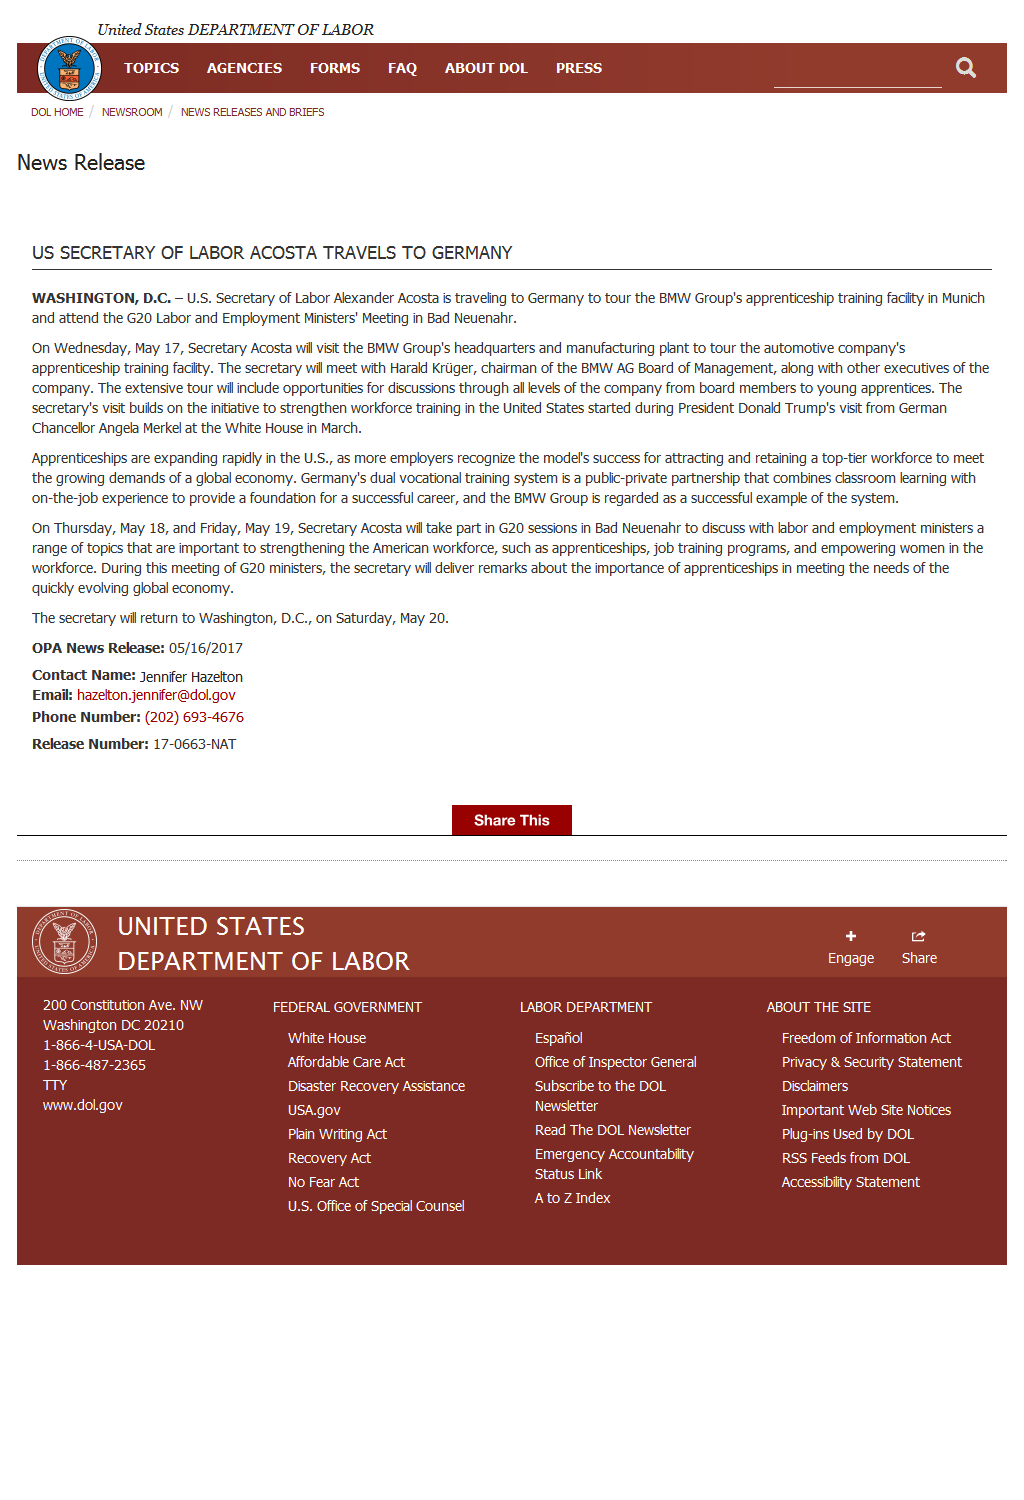 United States DEPARTMENT OF LABOR
TOPICS AGENCIES FORMS FAQ ABOUT DOL PRESS
DOL HOME / NEWSROOM / NEWS RELEASES AND BRIEFS
News Release
US SECRETARY OF LABOR ACOSTA TRAVELS TO GERMANY
WASHINGTON, D.C. – U.S. Secretary of Labor Alexander Acosta is traveling to Germany to tour the BMW Group's apprenticeship training facility in Munich
and attend the G20 Labor and Employment Ministers' Meeting in Bad Neuenahr.
On Wednesday, May 17, Secretary Acosta will visit the BMW Group's headquarters and manufacturing plant to tour the automotive company's
apprenticeship training facility. The secretary will meet with Harald Krüger, chairman of the BMW AG Board of Management, along with other executives of the
company. The extensive tour will include opportunities for discussions through all levels of the company from board members to young apprentices. The
secretary's visit builds on the initiative to strengthen workforce training in the United States started during President Donald Trump's visit from German
Chancellor Angela Merkel at the White House in March.
Apprenticeships are expanding rapidly in the U.S., as more employers recognize the model's success for attracting and retaining a top-tier workforce to meet
the growing demands of a global economy. Germany's dual vocational training system is a public-private partnership that combines classroom learning with
on-the-job experience to provide a foundation for a successful career, and the BMW Group is regarded as a successful example of the system.
On Thursday, May 18, and Friday, May 19, Secretary Acosta will take part in G20 sessions in Bad Neuenahr to discuss with labor and employment ministers a
range of topics that are important to strengthening the American workforce, such as apprenticeships, job training programs, and empowering women in the
workforce. During this meeting of G20 ministers, the secretary will deliver remarks about the importance of apprenticeships in meeting the needs of the
quickly evolving global economy.
The secretary will return to Washington, D.C., on Saturday, May 20.
OPA News Release: 05/16/2017
Contact Name: Jennifer Hazelton
Email: hazelton.jennifer@dol.gov
Phone Number: (202) 693-4676
Release Number: 17-0663-NAT
Share This
UNITED STATES
DEPARTMENT OF LABOR
Engage Share
200 Constitution Ave. NW
Washington DC 20210
1-866-4-USA-DOL
1-866-487-2365
TTY
www.dol.gov
FEDERAL GOVERNMENT
White House
Affordable Care Act
Disaster Recovery Assistance
USA.gov
Plain Writing Act
Recovery Act
No Fear Act
U.S. Office of Special Counsel
LABOR DEPARTMENT
Español
Office of Inspector General
Subscribe to the DOL
Newsletter
Read The DOL Newsletter
Emergency Accountability
Status Link
A to Z Index
ABOUT THE SITE
Freedom of Information Act
Privacy & Security Statement
Disclaimers
Important Web Site Notices
Plug-ins Used by DOL
RSS Feeds from DOL
Accessibility Statement